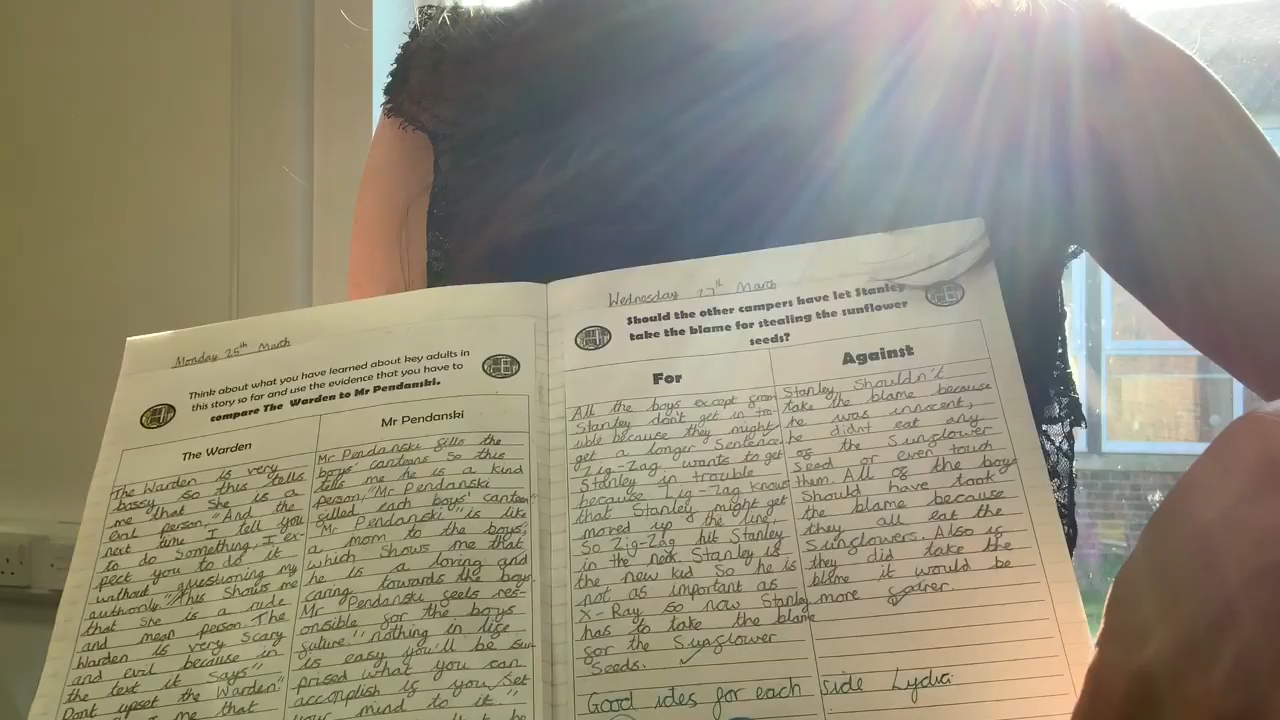 Monday 25th March
Think about what you have learned about key adults in
this story so far and use the evidence that you have to
compare The Warden to Mr Pendanski.
The Warden
The Warden is very
bassy so this tells
me that she is a
eval person. "And the
next time I tell you
to do something, I ex-
pect you to do it
without questioning my
authority." This shows me
that she is a rude
and mean person. The
Warden is very scary
and evil because in
the text it says"
Dont upset the Warden."
me that
Mr Pendanski
Mr Pendanski fills the
boys' canteens so this
tells me he is a kind
person, "Mr Pendanski
filled each boys' canteen"
"Mr. Pendanski "is like
a mom to the boys,
which shows me that
he is a loving and
caring towards the boys.
Mr Pendanski feels res-
onsible for the boys
future" nothing in life
is easy you'll be sur
prised what you can
accomplish if you set
your mind to it."
Wednesday 27th March
Should the other campers have let Stanley
take the blame for stealing the sunflower
seeds?
For
All the boys except from
Stanley don't get in tro-
uble because they might
get a longer Sentence
Zig-Zag wants to get
Stanley in trouble
because Zig-Zag knows
that Stanley might get
moved up the line,
So Zig-Zag hit Stanley
in the neck. Stanley is
the new kid so he is
not as important as
X-Ray so now Stanley
has to take the blame
for the Sunflower
Seeds.
Against
Stanley shouldn't
take the blame because
he was innocent,
he didnt eat any
of the Sunflower
seed or even touch
them. All of the boys
Should have took
the blame because
they all eat the
Sunflowers. Also is
they did take the
blame it would be
more fairer.
Good ides for each side Lydia